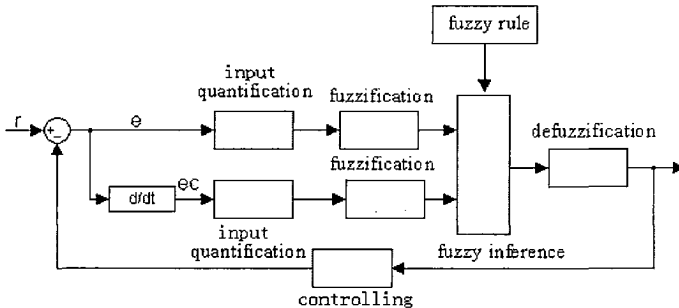 fuzzy rule
input
quantification
fuzzification
r
+
−
e
defuzzification
fuzzification
d/dt
ec
input
quantification
fuzzy inference
controlling